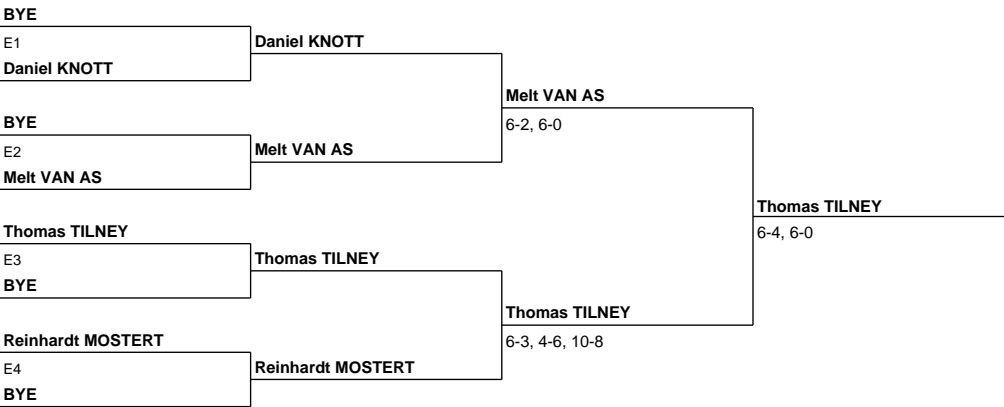 BYE
E1
Daniel KNOTT
Daniel KNOTT
Melt VAN AS
6-2, 6-0
BYE
E2
Melt VAN AS
Melt VAN AS
Thomas TILNEY
6-4, 6-0
Thomas TILNEY
E3
BYE
Thomas TILNEY
Thomas TILNEY
6-3, 4-6, 10-8
Reinhardt MOSTERT
E4
BYE
Reinhardt MOSTERT